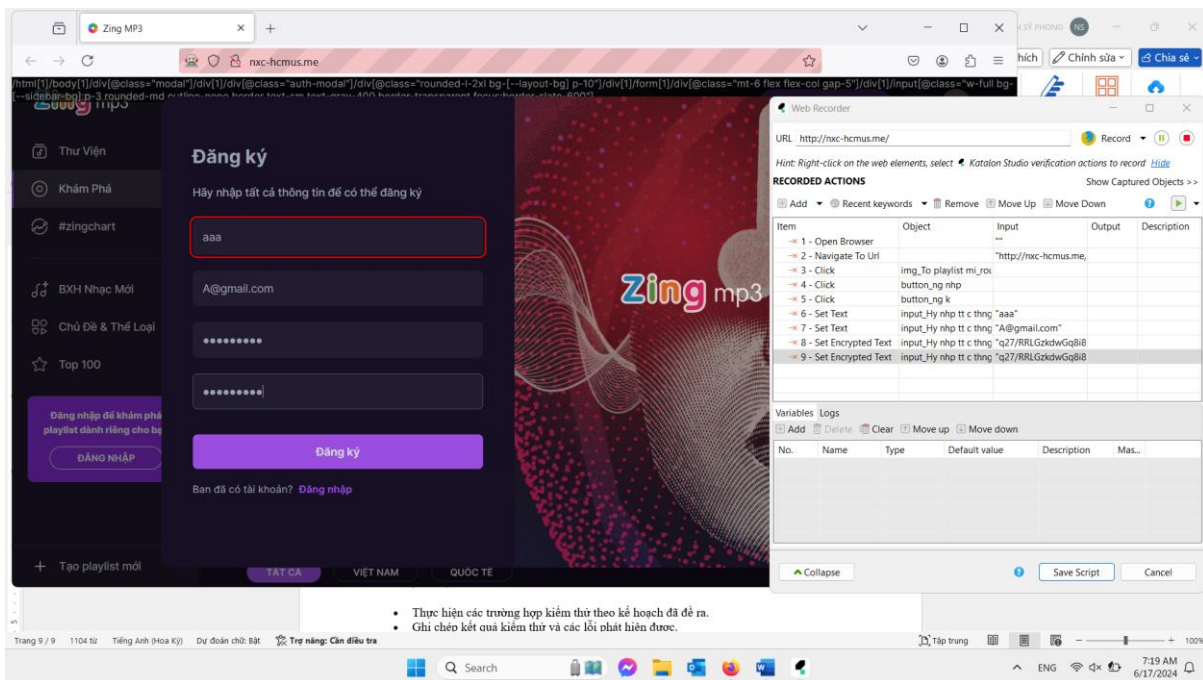 Zing MP3
SỸ PHONG NS
nxc-hcmus.me
hích Chỉnh sửa Chia sẻ
/html[1]/body[1]/div[@class="modal"]/div[1]/div[@class="auth-modal"]/div[@class="rounded-l-2xl bg-[--layout-bg] p-10"]/div[1]/form[1]/div[@class="mt-6 flex flex-col gap-5"]/div[1]/input[@class="w-full bg-
[--sidebar-bg] p-3 rounded-md outline-none border text-sm text-gray-400 border-transparent focus:border-slate-600"]
Zing mp3
Thư Viện
Khám Phá
#zingchart
BXH Nhạc Mới
Chủ Đề & Thể Loại
Top 100
Đăng nhập để khám phá
playlist dành riêng cho bạ
ĐĂNG NHẬP
Tạo playlist mới
Đăng ký
Hãy nhập tất cả thông tin để có thể đăng ký
aaa
A@gmail.com
Đăng ký
Bạn đã có tài khoản? Đăng nhập
Zing mp3
TẤT CẢ VIỆT NAM QUỐC TẾ
Web Recorder
URL http://nxc-hcmus.me/ Record
Hint: Right-click on the web elements, select Katalon Studio verification actions to record Hide
RECORDED ACTIONS Show Captured Objects >>
Add Recent keywords Remove Move Up Move Down
Item Object Input Output Description
1 - Open Browser ""
2 - Navigate To Url "http://nxc-hcmus.me,
3 - Click img_To playlist mi_rou
4 - Click button_ng nhp
5 - Click button_ng k
6 - Set Text input_Hy nhp tt c thng "aaa"
7 - Set Text input_Hy nhp tt c thng "A@gmail.com"
8 - Set Encrypted Text input_Hy nhp tt c thng "q27/RRLGzkdwGq8i8
9 - Set Encrypted Text input_Hy nhp tt c thng "q27/RRLGzkdwGq8i8
Variables Logs
Add Delete Clear Move up Move down
No. Name Type Default value Description Mas...
Collapse Save Script Cancel
• Thực hiện các trường hợp kiểm thử theo kế hoạch đã đề ra.
• Ghi chép kết quả kiểm thử và các lỗi phát hiện được.
Trang 9 / 9 1104 từ Tiếng Anh (Hoa Kỳ) Dự đoán chữ: Bật Trợ năng: Cần điều tra Tập trung 100%
Search
ENG 7:19 AM
6/17/2024